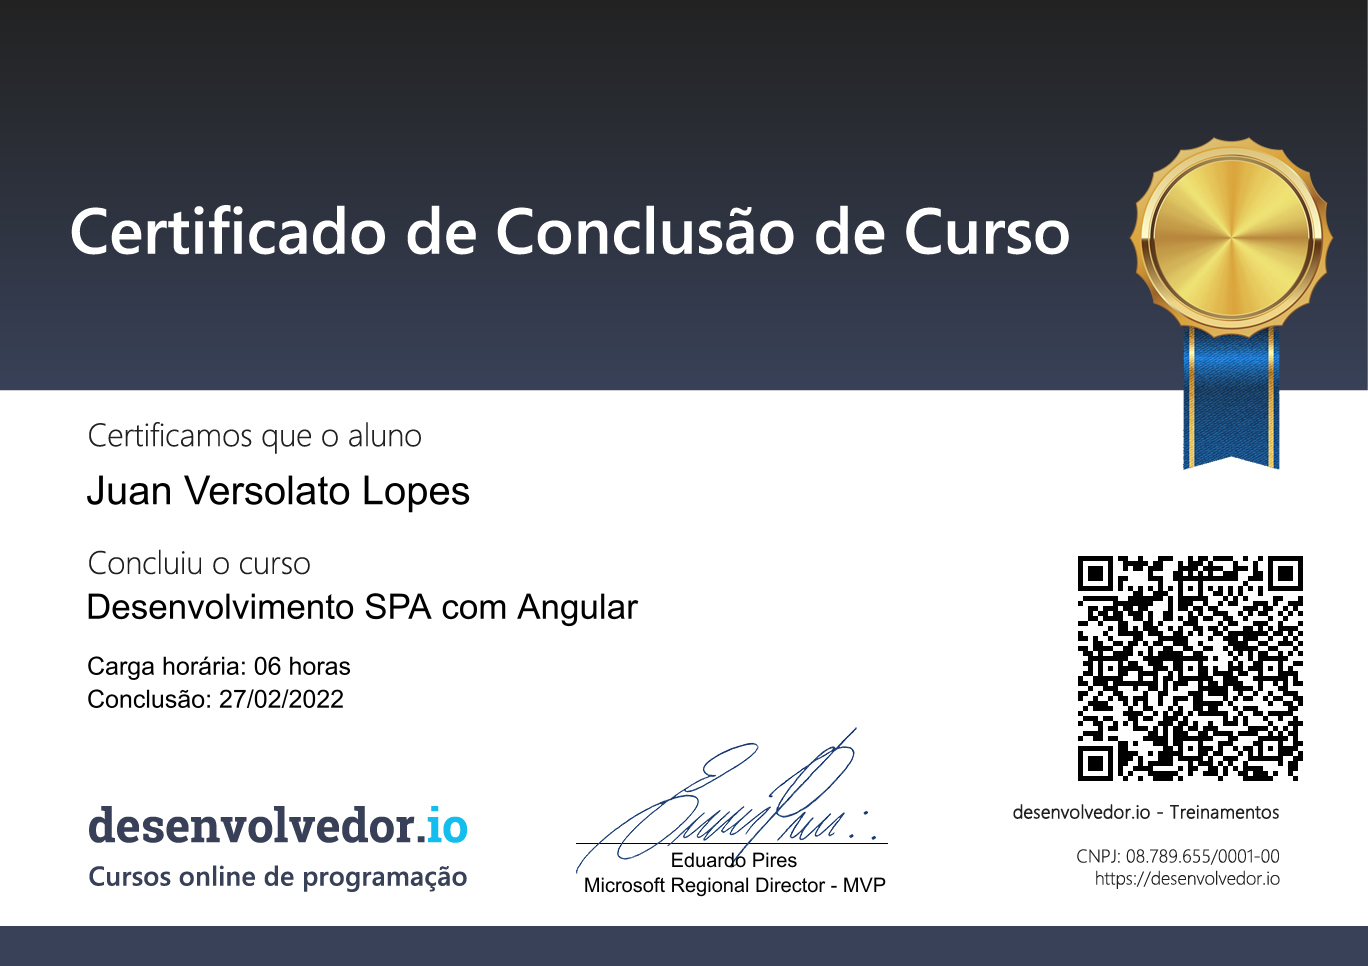 Certificado de Conclusão de Curso
Certificamos que o aluno
Juan Versolato Lopes
Concluiu o curso
Desenvolvimento SPA com Angular
Carga horária: 06 horas
Conclusão: 27/02/2022
desenvolvedor.io
Cursos online de programação
Eduardo Pires
Microsoft Regional Director - MVP
desenvolvedor.io - Treinamentos
CNPJ: 08.789.655/0001-00
https://desenvolvedor.io